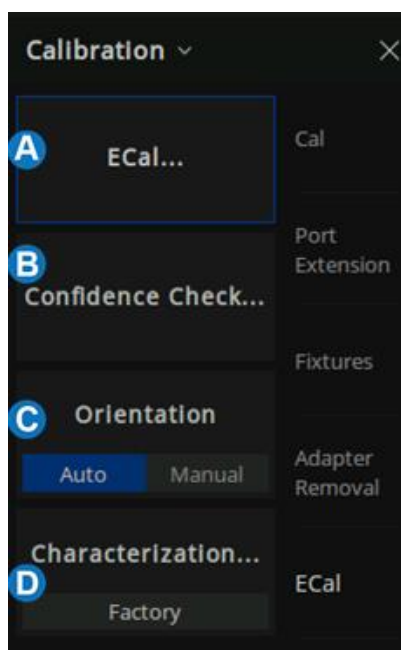 Calibration
A
ECal...
Cal
B
Port
Extension
Confidence Check...
Fixtures
C
Orientation
Auto Manual
Adapter
Removal
D
Characterization...
Factory
ECal